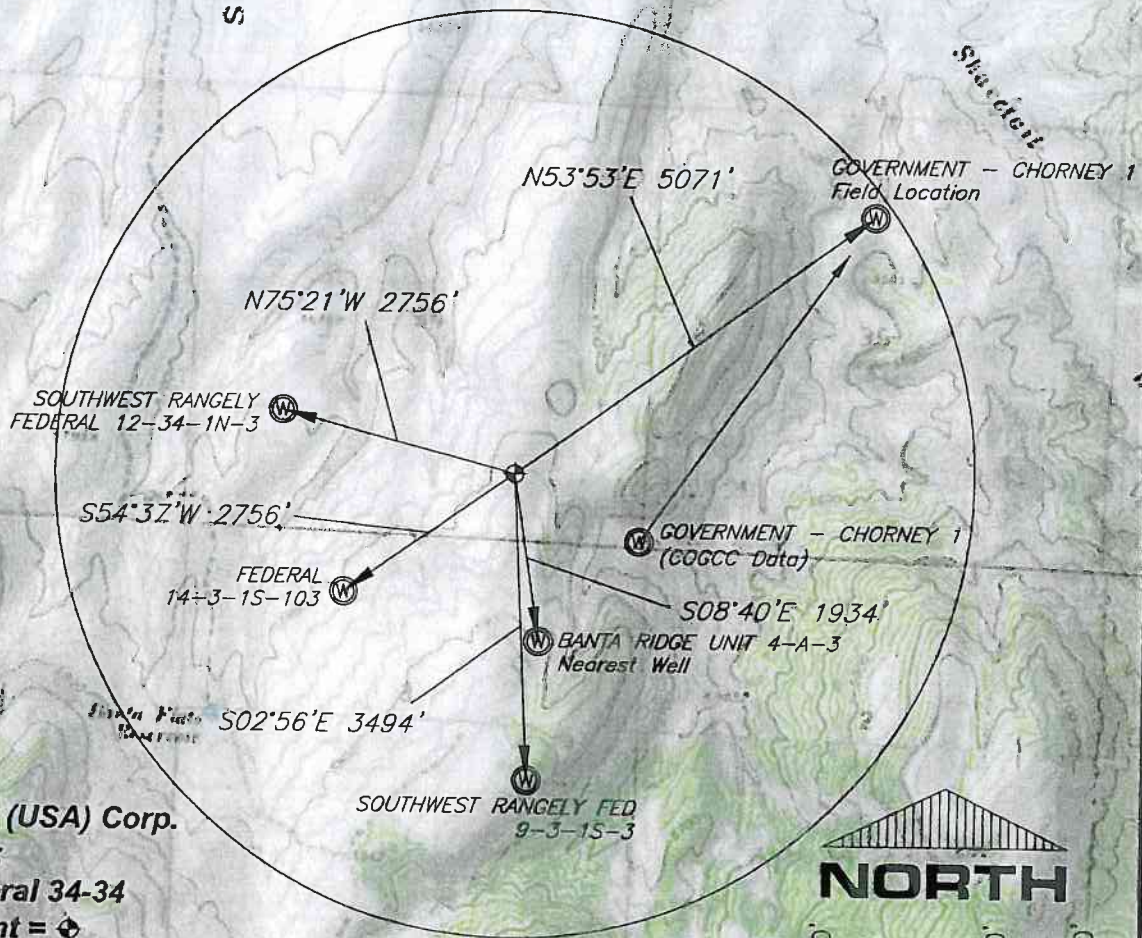 S
N53°53'E 5071'
GOVERNMENT - CHORNEY 1
Field Location
N75°21'W 2756'
SOUTHWEST RANGELY
FEDERAL 12-34-1N-3
S54°37'W 2756'
GOVERNMENT - CHORNEY 1
(COGCC Data)
FEDERAL
14-3-1S-103
S08°40'E 1934'
BANTA RIDGE UNIT 4-A-3
Nearest Well
S02°56'E 3494'
SOUTHWEST RANGELY FED
9-3-1S-3
(USA) Corp.
ral 34-34
nt =
NORTH
W
W
W
W
W
W